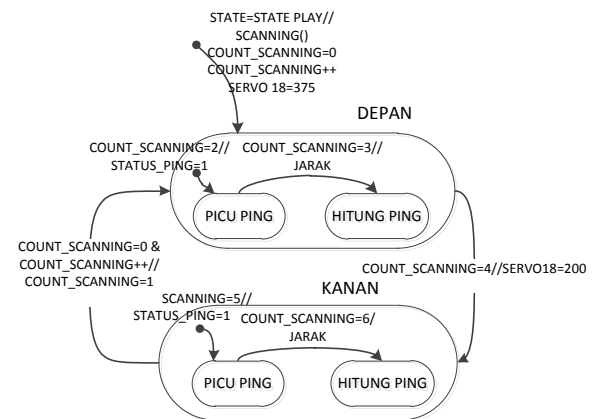 STATE=STATE PLAY//
SCANNING()
COUNT_SCANNING=0
COUNT_SCANNING++
SERVO 18=375
DEPAN
COUNT_SCANNING=2//
STATUS_PING=1
COUNT_SCANNING=3//
JARAK
PICU PING
HITUNG PING
COUNT_SCANNING=0 &
COUNT_SCANNING++//
COUNT_SCANNING=1
COUNT_SCANNING=4//SERVO18=200
KANAN
SCANNING=5//
STATUS_PING=1
COUNT_SCANNING=6/
JARAK
PICU PING
HITUNG PING